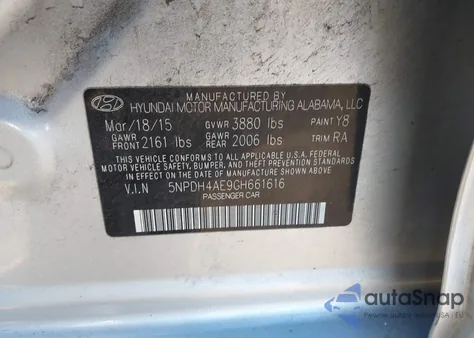 MANUFACTURED BY
HYUNDAI MOTOR MANUFACTURING ALABAMA, LLC
Mar/18/15 GVWR 3880 lbs PAINT Y8
GAWR FRONT 2161 lbs GAWR REAR 2006 lbs TRIM RA
THIS VEHICLE CONFORMS TO ALL APPLICABLE U.S.A. FEDERAL
MOTOR VEHICLE SAFETY, BUMPER, AND THEFT PREVENTION
STANDARDS IN EFFECT ON THE DATE OF MANUFACTURE SHOWN ABOVE.
V.I.N 5NPDH4AE9GH661616
PASSENGER CAR
autoSnap